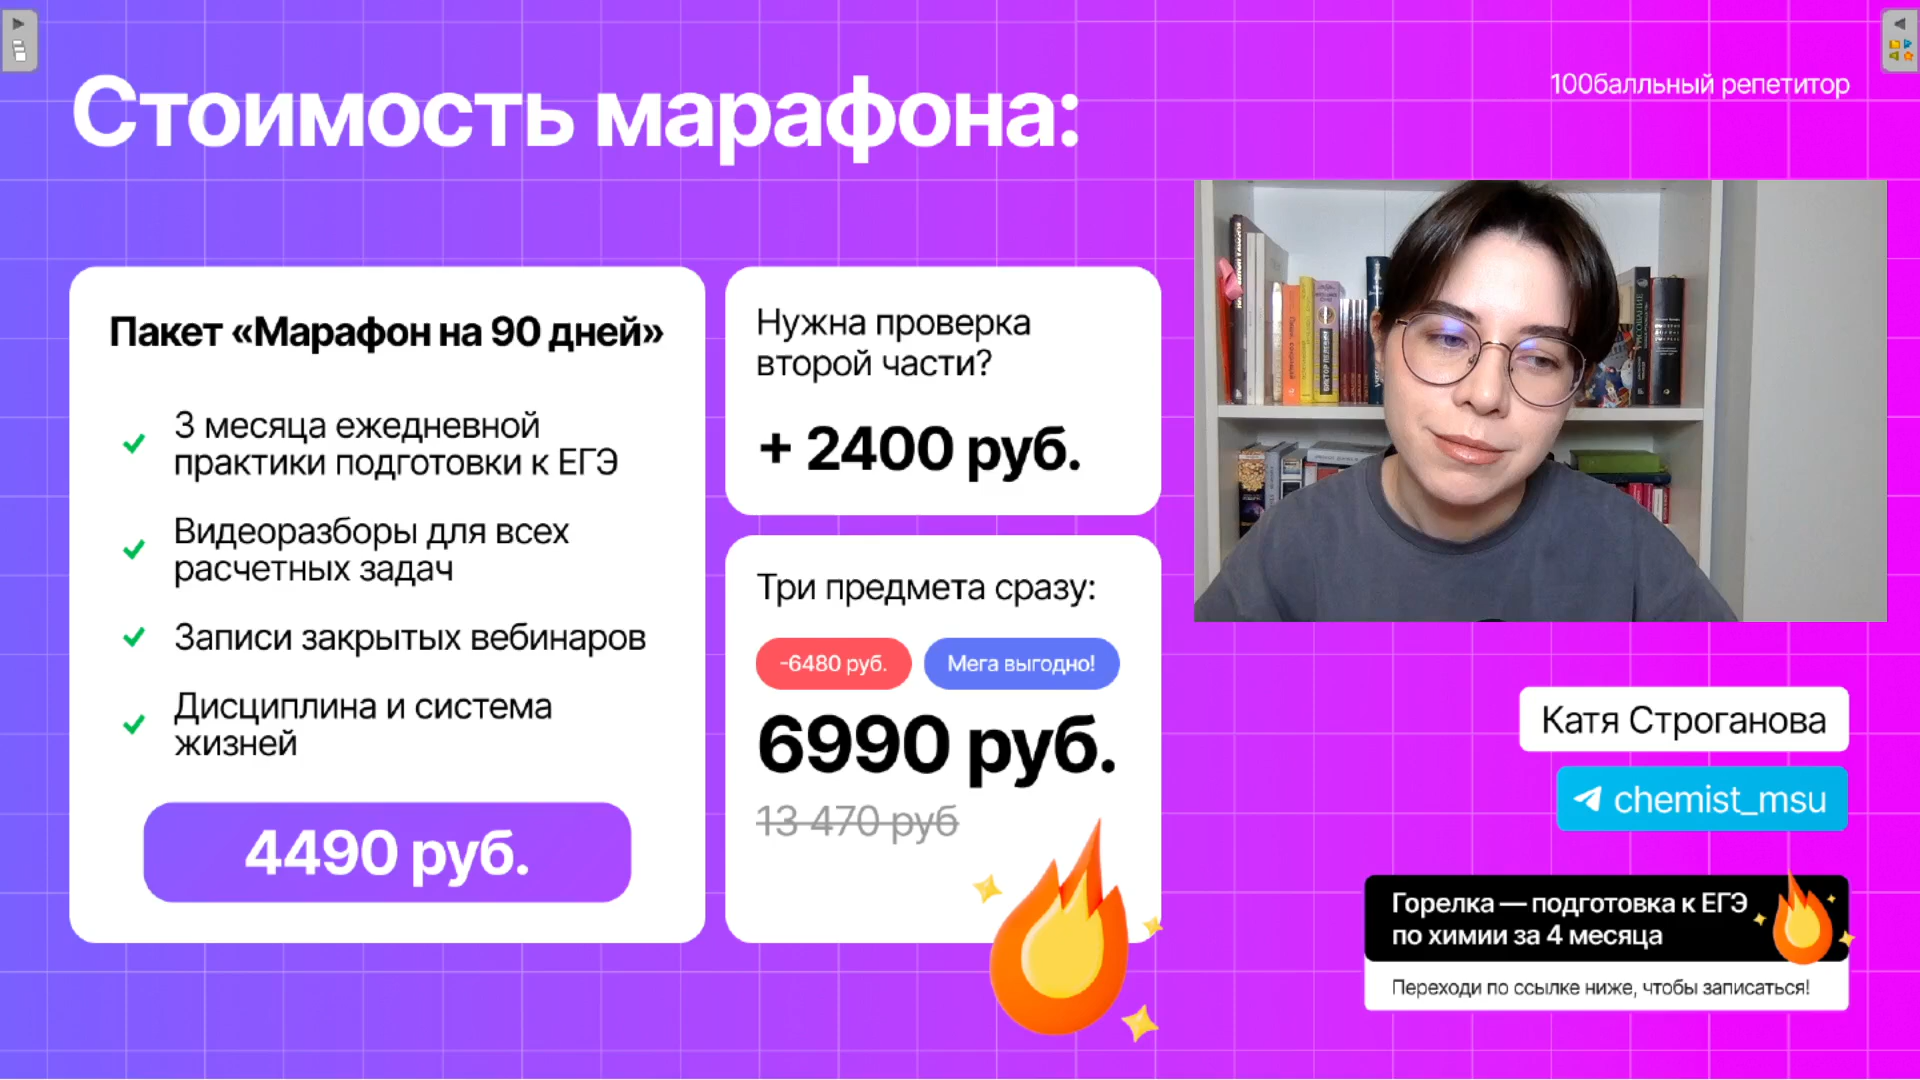 Стоимость марафона:
100балльный репетитор
Пакет «Марафон на 90 дней»
3 месяца ежедневной
практики подготовки к ЕГЭ
Видеоразборы для всех
расчетных задач
Записи закрытых вебинаров
Дисциплина и система
жизней
4490 руб.
Нужна проверка
второй части?
+ 2400 руб.
Три предмета сразу:
-6480 руб.
Мега выгодно!
6990 руб.
13 470 руб
ВИКТОР ПЕЛЕВИН
Катя Строганова
chemist_msu
Горелка — подготовка к ЕГЭ
по химии за 4 месяца
Переходи по ссылке ниже, чтобы записаться!